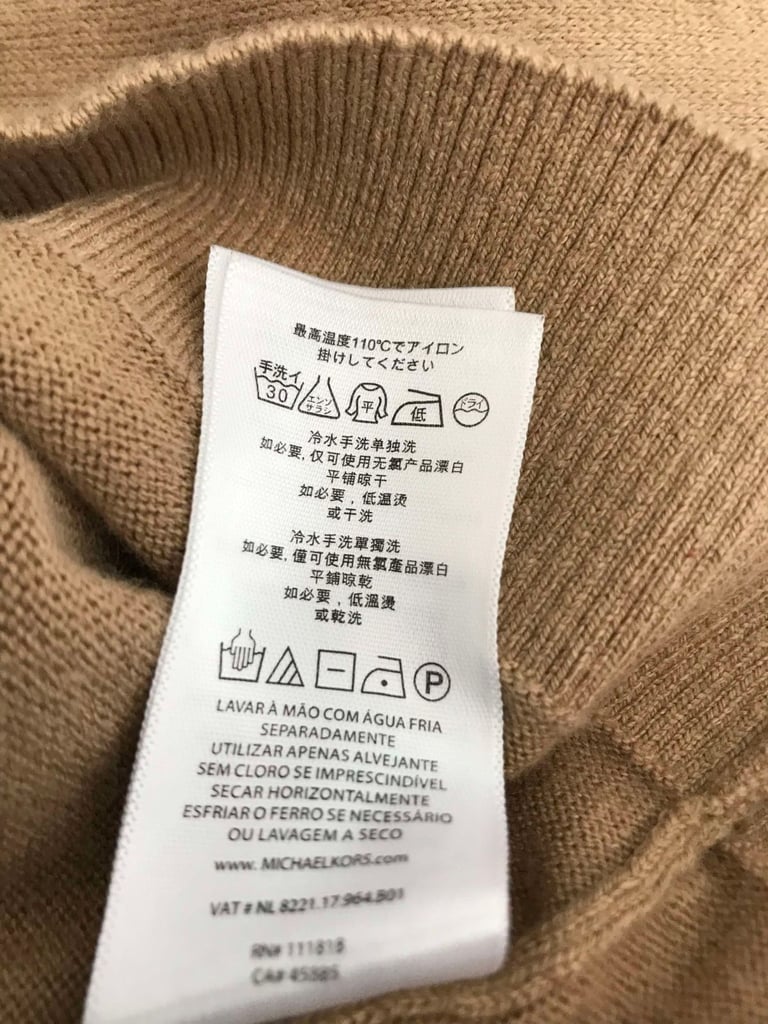 最高温度110℃でアイロン
掛けしてください
手洗イ
30 エンソ サラシ 平 低 ドライ
冷水手洗单独洗
如必要,仅可使用无氯产品漂白
平铺晾干
如必要，低温烫
或干洗
冷水手洗單獨洗
如必要,僅可使用無氯產品漂白
平鋪晾乾
如必要，低溫燙
或乾洗
P
LAVAR À MÃO COM ÁGUA FRIA
SEPARADAMENTE
UTILIZAR APENAS ALVEJANTE
SEM CLORO SE IMPRESCINDÍVEL
SECAR HORIZONTALMENTE
ESFRIAR O FERRO SE NECESSÁRIO
OU LAVAGEM A SECO
www. MICHAELKORS.com
VAT # NL 8221.17.964.B01
RN# 111818
CA# 45885